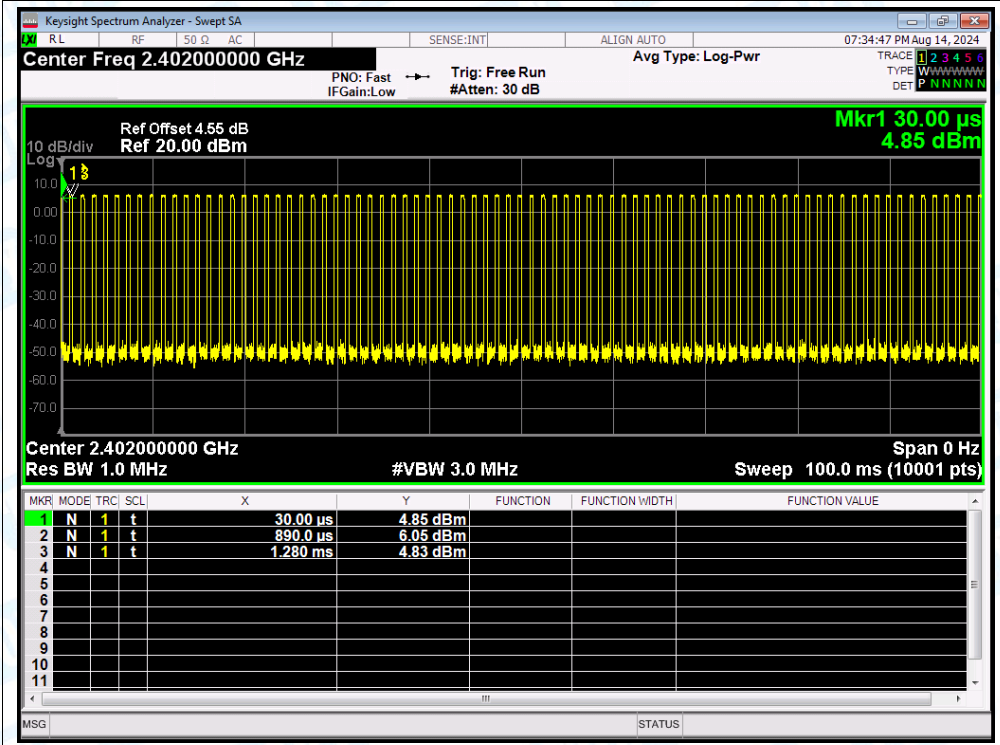 Keysight Spectrum Analyzer - Swept SA
LXI RL RF 50 Ω AC SENSE:INT ALIGN AUTO 07:34:47 PM Aug 14, 2024
Center Freq 2.402000000 GHz
PNO: Fast
IFGain:Low
Trig: Free Run
#Atten: 30 dB
Avg Type: Log-Pwr
TRACE 1 2 3 4 5 6
TYPE WWWWWW
DET P N N N N N
Mkr1 30.00 µs
4.85 dBm
Ref Offset 4.55 dB
10 dB/div Ref 20.00 dBm
Log
1
3
10.0
0.00
-10.0
-20.0
-30.0
-40.0
-50.0
-60.0
-70.0
Center 2.402000000 GHz Span 0 Hz
Res BW 1.0 MHz #VBW 3.0 MHz Sweep 100.0 ms (10001 pts)
MKR MODE TRC SCL X Y FUNCTION FUNCTION WIDTH FUNCTION VALUE
1 N 1 t 30.00 µs 4.85 dBm
2 N 1 t 890.0 µs 6.05 dBm
3 N 1 t 1.280 ms 4.83 dBm
4
5
6
7
8
9
10
11
MSG STATUS